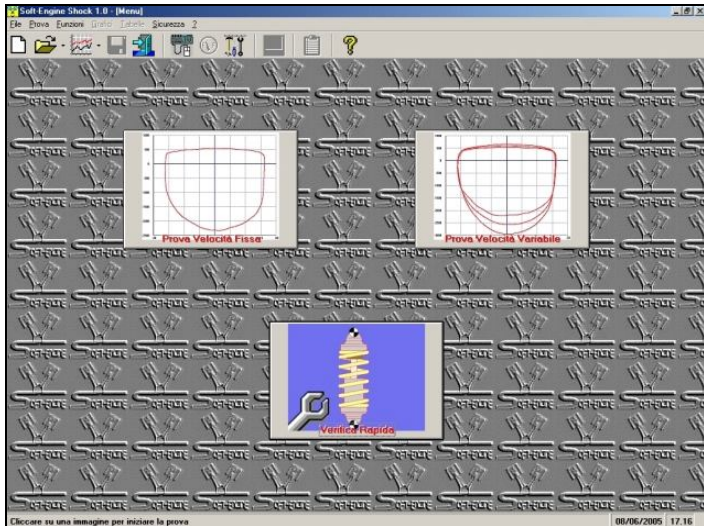 Soft-Engine Shock 1.0 - [Menu]
File Prova Funzioni Grafici Tabelle Sicurezza ?
Prova Velocità Fissa
Prova Velocità Variabile
Verifica Rapida
Cliccare su una immagine per iniziare la prova
08/06/2005 17.16